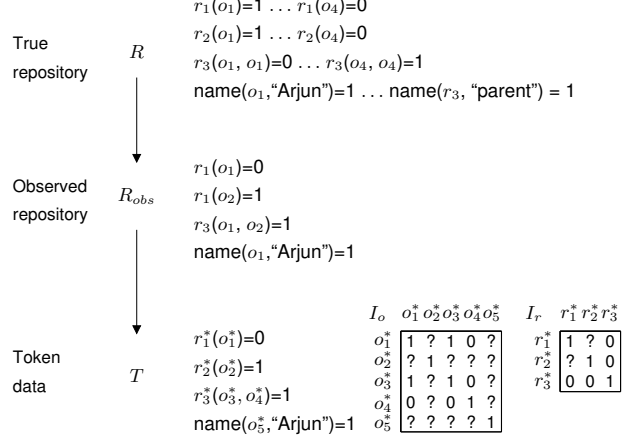 r₁(o₁)=1 … r₁(o₄)=0
r₂(o₁)=1 … r₂(o₄)=0
r₃(o₁, o₁)=0 … r₃(o₄, o₄)=1
name(o₁,“Arjun”)=1 … name(r₃, “parent”) = 1
True
repository
R
r₁(o₁)=0
r₁(o₂)=1
r₃(o₁, o₂)=1
name(o₁,“Arjun”)=1
Observed
repository
R_obs
r₁*(o₁*)=0
r₂*(o₂*)=1
r₃*(o₃*, o₄*)=1
name(o₅*,“Arjun”)=1
Token
data
T
I_o o₁* o₂* o₃* o₄* o₅*
o₁* 1 ? 1 0 ?
o₂* ? 1 ? ? ?
o₃* 1 ? 1 0 ?
o₄* 0 ? 0 1 ?
o₅* ? ? ? ? 1
I_r r₁* r₂* r₃*
r₁* 1 ? 0
r₂* ? 1 0
r₃* 0 0 1